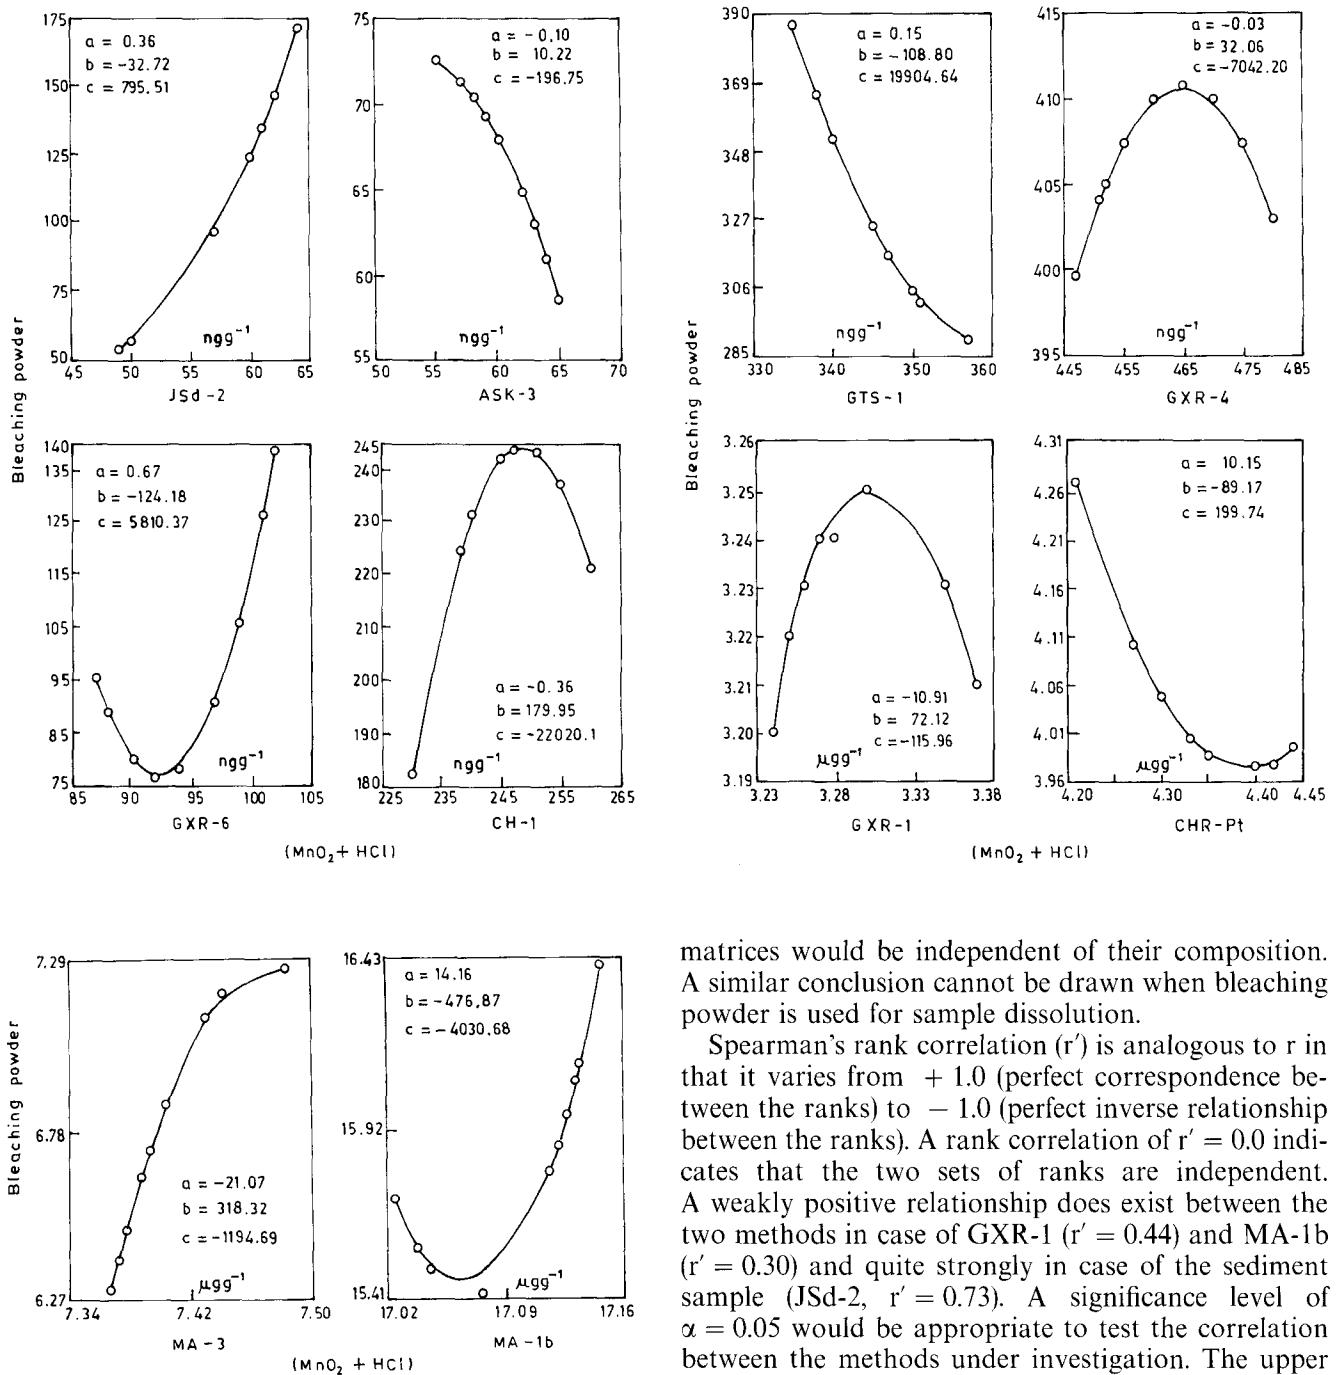 Bleaching powder
175
150
125
100
75
50
a = 0.36
b = -32.72
c = 795.51
ngg⁻¹
45 50 55 60 65
JSd-2
75
70
65
60
55
a = -0.10
b = 10.22
c = -196.75
ngg⁻¹
50 55 60 65 70
ASK-3
140
135
125
115
105
95
85
75
a = 0.67
b = -124.18
c = 5810.37
ngg⁻¹
85 90 95 100 105
GXR-6
245
240
230
220
210
200
190
180
a = -0.36
b = 179.95
c = -22020.1
ngg⁻¹
225 235 245 255 265
CH-1
(MnO₂ + HCl)
Bleaching powder
390
369
348
327
306
285
a = 0.15
b = -108.80
c = 19904.64
ngg⁻¹
330 340 350 360
GTS-1
415
410
405
400
395
a = -0.03
b = 32.06
c = -7042.20
ngg⁻¹
445 455 465 475 485
GXR-4
3.26
3.25
3.24
3.23
3.22
3.21
3.20
3.19
a = -10.91
b = 72.12
c = -115.96
µgg⁻¹
3.23 3.28 3.33 3.38
GXR-1
4.31
4.26
4.21
4.16
4.11
4.06
4.01
3.96
a = 10.15
b = -89.17
c = 199.74
µgg⁻¹
4.20 4.30 4.40 4.45
CHR-Pt
(MnO₂ + HCl)
Bleaching powder
7.29
6.78
6.27
a = -21.07
b = 318.32
c = -1194.69
µgg⁻¹
7.34 7.42 7.50
MA-3
16.43
15.92
15.41
a = 14.16
b = -476.87
c = -4030.68
µgg⁻¹
17.02 17.09 17.16
MA-1b
(MnO₂ + HCl)
matrices would be independent of their composition.
A similar conclusion cannot be drawn when bleaching
powder is used for sample dissolution.
Spearman's rank correlation (r′) is analogous to r in
that it varies from + 1.0 (perfect correspondence be-
tween the ranks) to − 1.0 (perfect inverse relationship
between the ranks). A rank correlation of r′ = 0.0 indi-
cates that the two sets of ranks are independent.
A weakly positive relationship does exist between the
two methods in case of GXR-1 (r′ = 0.44) and MA-1b
(r′ = 0.30) and quite strongly in case of the sediment
sample (JSd-2, r′ = 0.73). A significance level of
α = 0.05 would be appropriate to test the correlation
between the methods under investigation. The upper